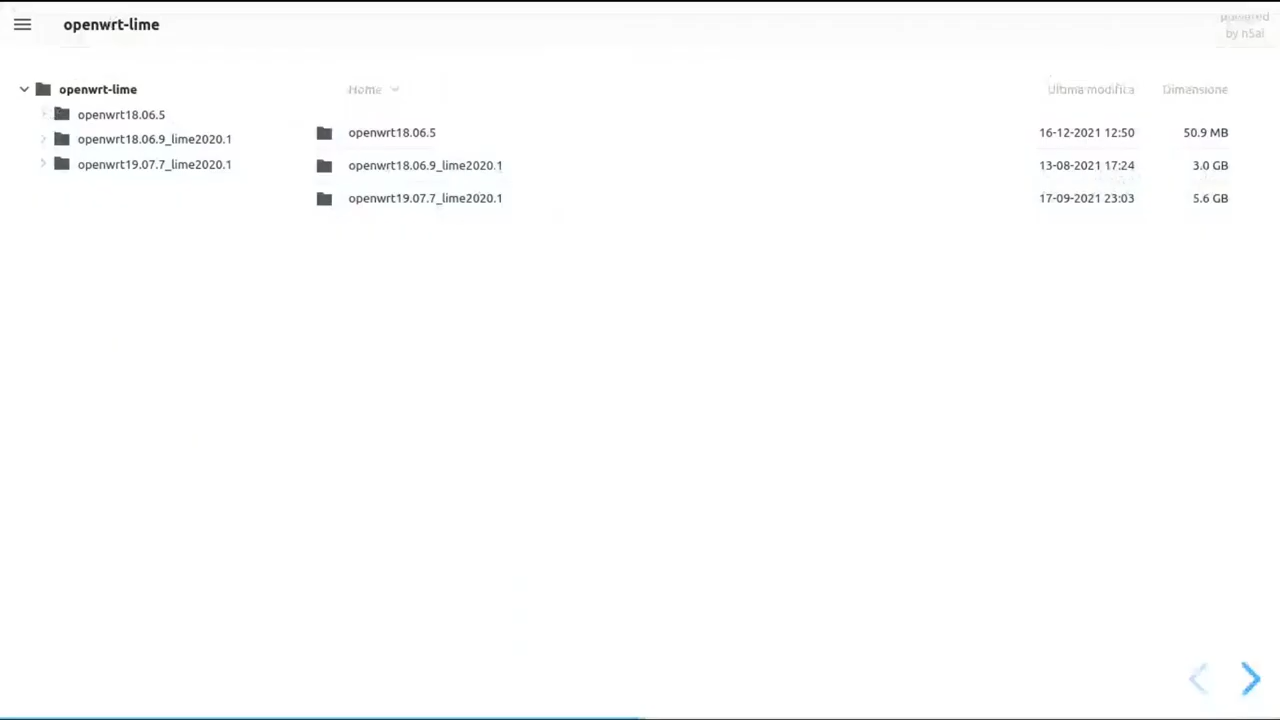 openwrt-lime
powered
by n5ai
openwrt-lime
openwrt18.06.5
openwrt18.06.9_lime2020.1
openwrt19.07.7_lime2020.1
Home Ultima modifica Dimensione
openwrt18.06.5 16-12-2021 12:50 50.9 MB
openwrt18.06.9_lime2020.1 13-08-2021 17:24 3.0 GB
openwrt19.07.7_lime2020.1 17-09-2021 23:03 5.6 GB